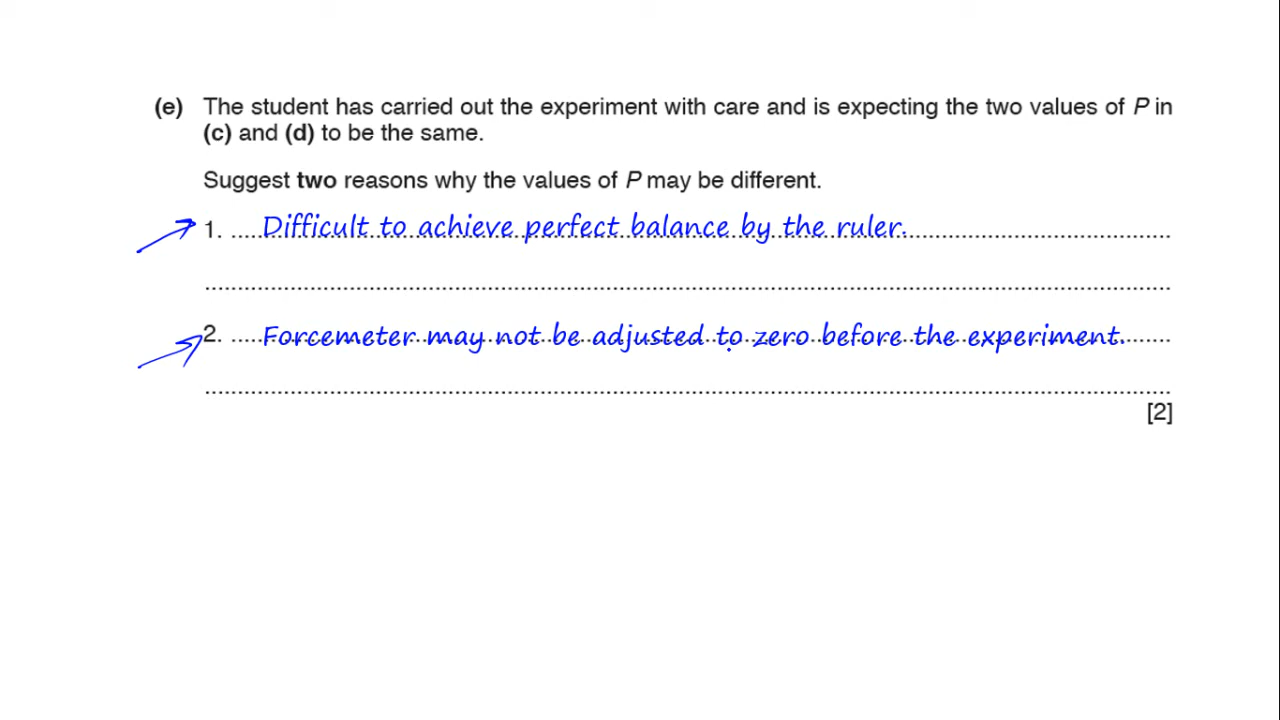 (e) The student has carried out the experiment with care and is expecting the two values of P in
(c) and (d) to be the same.
Suggest two reasons why the values of P may be different.
1. .....Difficult to achieve perfect balance by the ruler.
2. .....Forcemeter may not be adjusted to zero before the experiment.
[2]